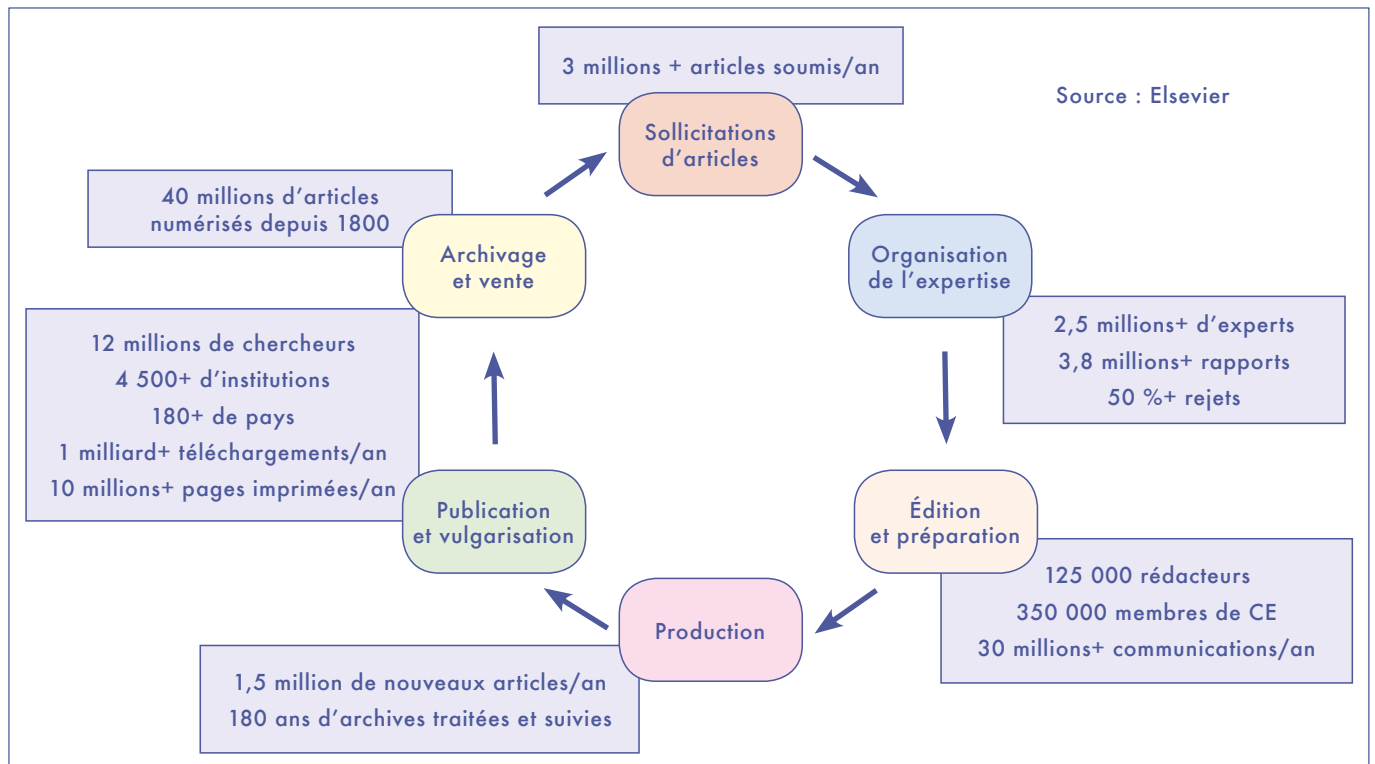 3 millions + articles soumis/an
Source : Elsevier
Sollicitations
d'articles
40 millions d'articles
numérisés depuis 1800
Archivage
et vente
Organisation
de l'expertise
2,5 millions+ d'experts
3,8 millions+ rapports
50 %+ rejets
12 millions de chercheurs
4 500+ d'institutions
180+ de pays
1 milliard+ téléchargements/an
10 millions+ pages imprimées/an
Publication
et vulgarisation
Édition
et préparation
125 000 rédacteurs
350 000 membres de CE
30 millions+ communications/an
Production
1,5 million de nouveaux articles/an
180 ans d'archives traitées et suivies